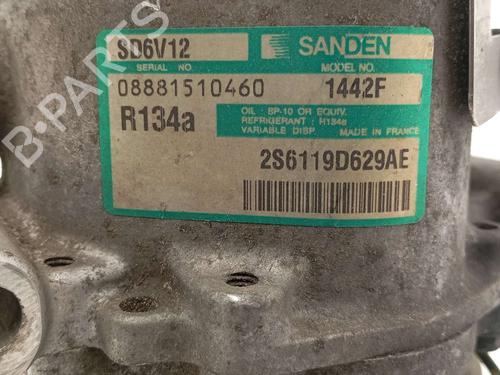 SD6V12
SANDEN
SERIAL NO.
MODEL NO.
08881510460
1442F
R134a
OIL : SP-10 OR EQUIV.
REFRIGERANT : R134a
VARIABLE DISP. MADE IN FRANCE
2S6119D629AE